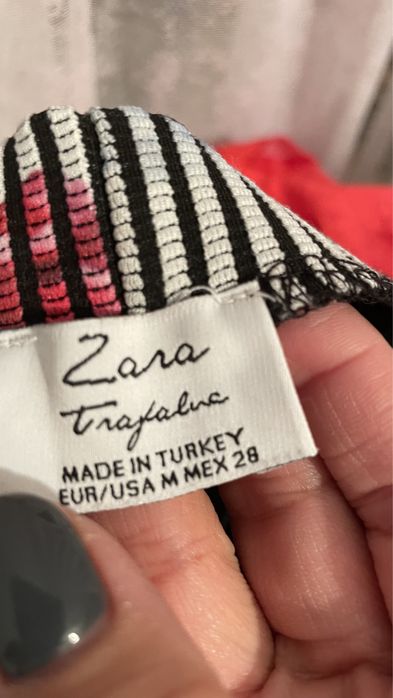 Zara
Trafaluc
MADE IN TURKEY
EUR/USA M MEX 28